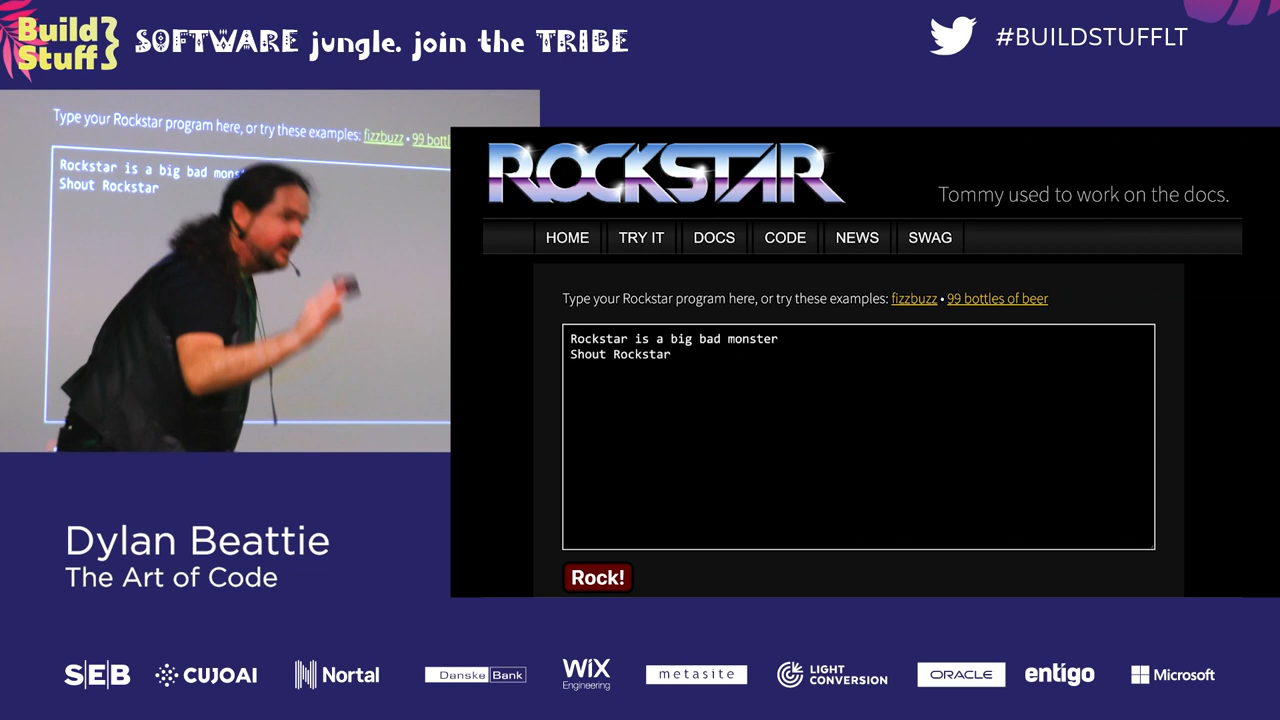 Build
Stuff}
SOFTWARE jungle. join the TRIBE
#BUILDSTUFFLT
Type your Rockstar program here, or try these examples: fizzbuzz • 99 bottl
Rockstar is a big bad monst
Shout Rockstar
ROCKSTAR
Tommy used to work on the docs.
HOME
TRY IT
DOCS
CODE
NEWS
SWAG
Type your Rockstar program here, or try these examples: fizzbuzz • 99 bottles of beer
Rockstar is a big bad monster
Shout Rockstar
Rock!
Dylan Beattie
The Art of Code
S|E|B
CUJOAI
Nortal
Danske Bank
WiX
Engineering
metasite
LIGHT
CONVERSION
ORACLE
entigo
Microsoft